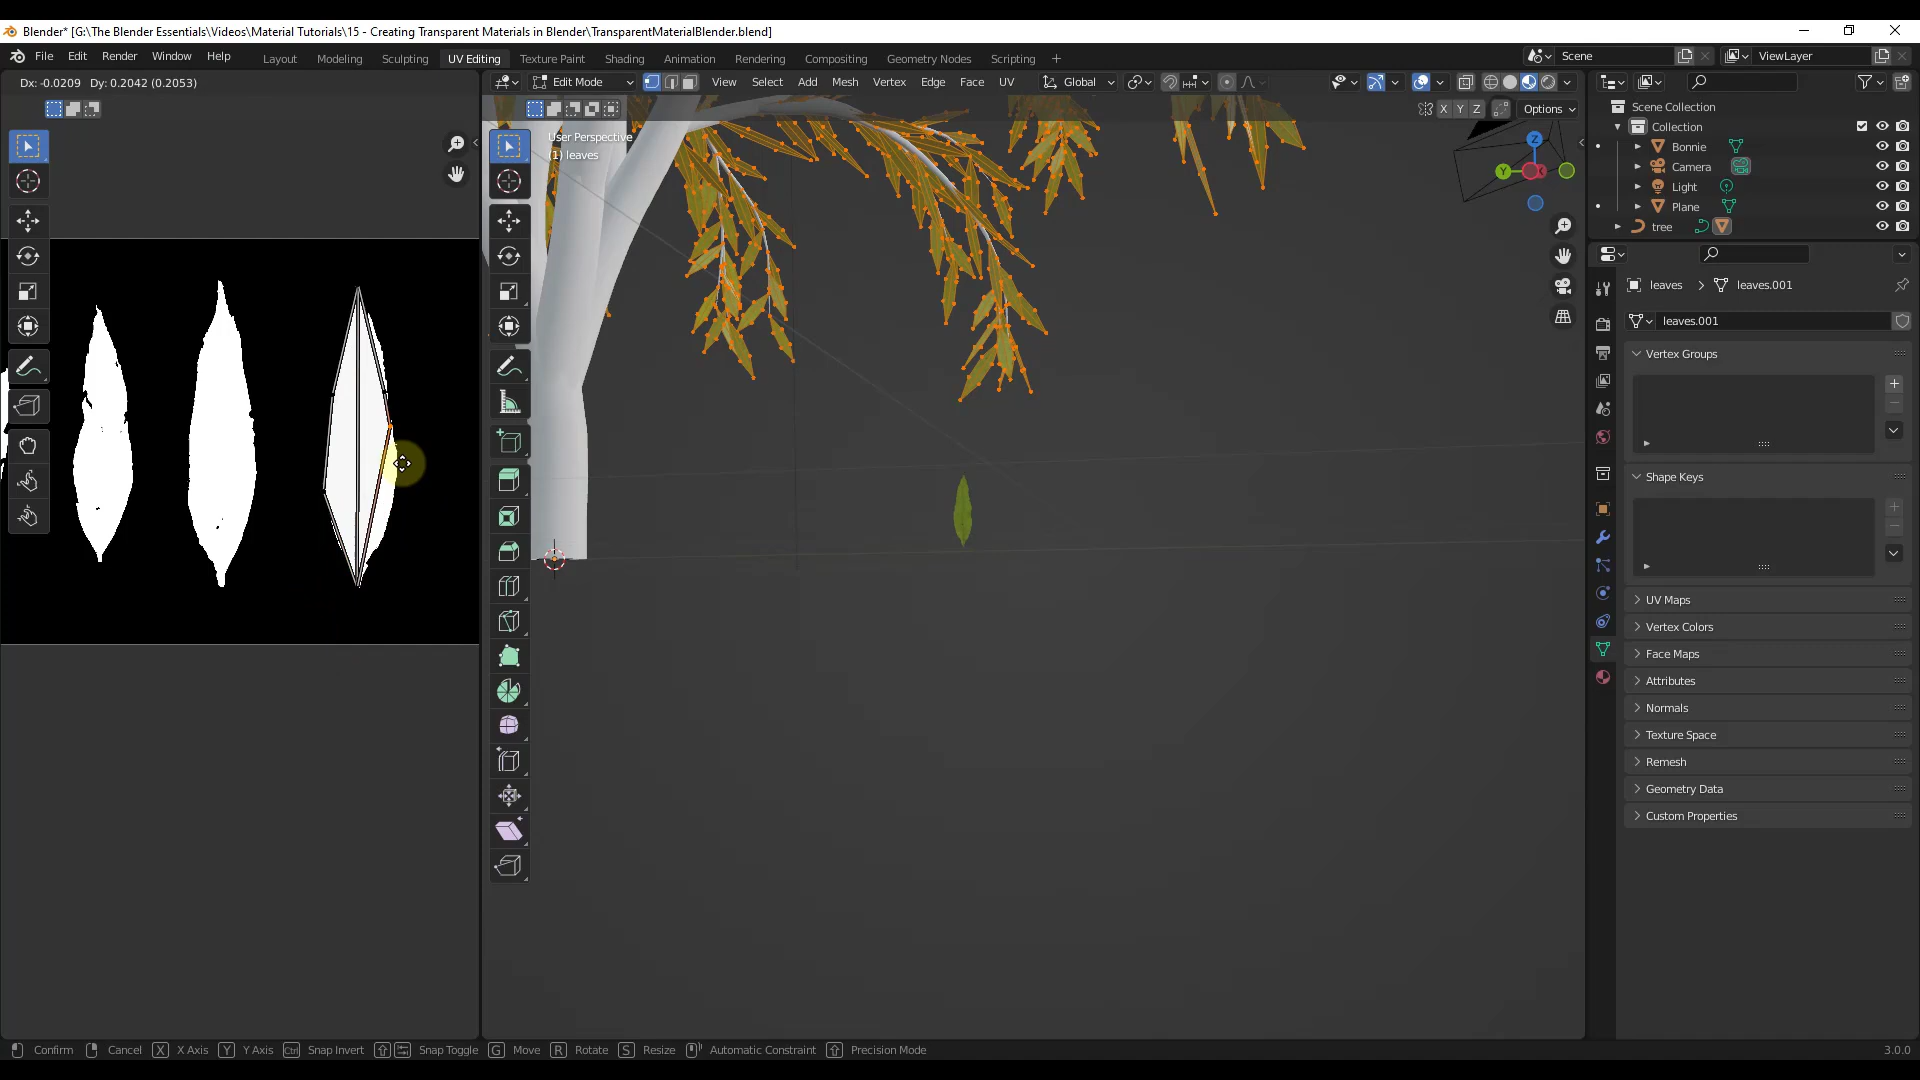 Blender* [G:\The Blender Essentials\Videos\Material Tutorials\15 - Creating Transparent Materials in Blender\TransparentMaterialBlender.blend]
File Edit Render Window Help Layout Modeling Sculpting UV Editing Texture Paint Shading Animation Rendering Compositing Geometry Nodes Scripting + Scene ViewLayer
Dx: -0.0209 Dy: 0.2042 (0.2053) Edit Mode View Select Add Mesh Vertex Edge Face UV Global
X Y Z Options
User Perspective
(1) leaves
Z
Y
Scene Collection
Collection
Bonnie
Camera
Light
Plane
tree
leaves > leaves.001
leaves.001
Vertex Groups
Shape Keys
UV Maps
Vertex Colors
Face Maps
Attributes
Normals
Texture Space
Remesh
Geometry Data
Custom Properties
Confirm Cancel X X Axis Y Y Axis Ctrl Snap Invert Snap Toggle G Move R Rotate S Resize Automatic Constraint Precision Mode 3.0.0